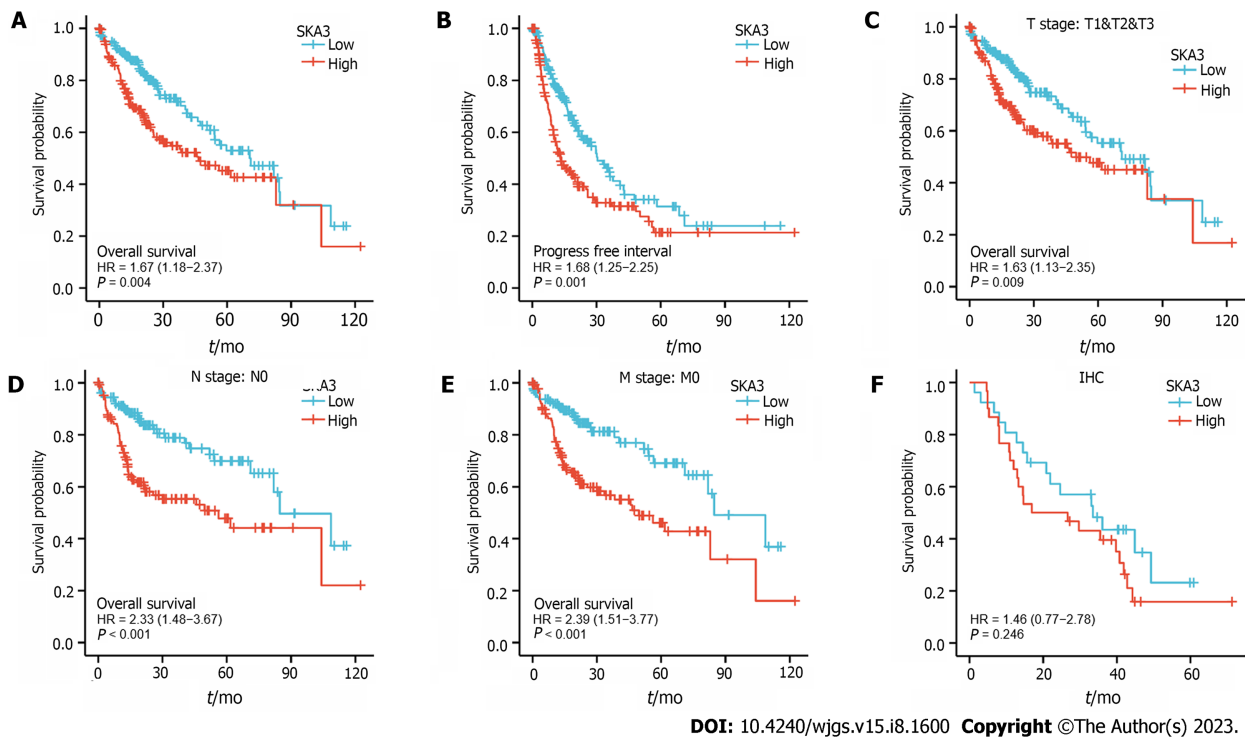 A
SKA3
Low
High
Survival probability
1.0
0.8
0.6
0.4
0.2
0.0
Overall survival
HR = 1.67 (1.18−2.37)
P = 0.004
0 30 60 90 120
t/mo
B
SKA3
Low
High
Survival probability
1.0
0.8
0.6
0.4
0.2
0.0
Progress free interval
HR = 1.68 (1.25−2.25)
P = 0.001
0 30 60 90 120
t/mo
C
T stage: T1&T2&T3
SKA3
Low
High
Survival probability
1.0
0.8
0.6
0.4
0.2
0.0
Overall survival
HR = 1.63 (1.13−2.35)
P = 0.009
0 30 60 90 120
t/mo
D
N stage: N0
SKA3
Low
High
Survival probability
1.0
0.8
0.6
0.4
0.2
0.0
Overall survival
HR = 2.33 (1.48−3.67)
P < 0.001
0 30 60 90 120
t/mo
E
M stage: M0
SKA3
Low
High
Survival probability
1.0
0.8
0.6
0.4
0.2
0.0
Overall survival
HR = 2.39 (1.51−3.77)
P < 0.001
0 30 60 90 120
t/mo
F
IHC
SKA3
Low
High
Survival probability
1.0
0.8
0.6
0.4
0.2
0.0
HR = 1.46 (0.77−2.78)
P = 0.246
0 20 40 60
t/mo
DOI: 10.4240/wjgs.v15.i8.1600 Copyright ©The Author(s) 2023.